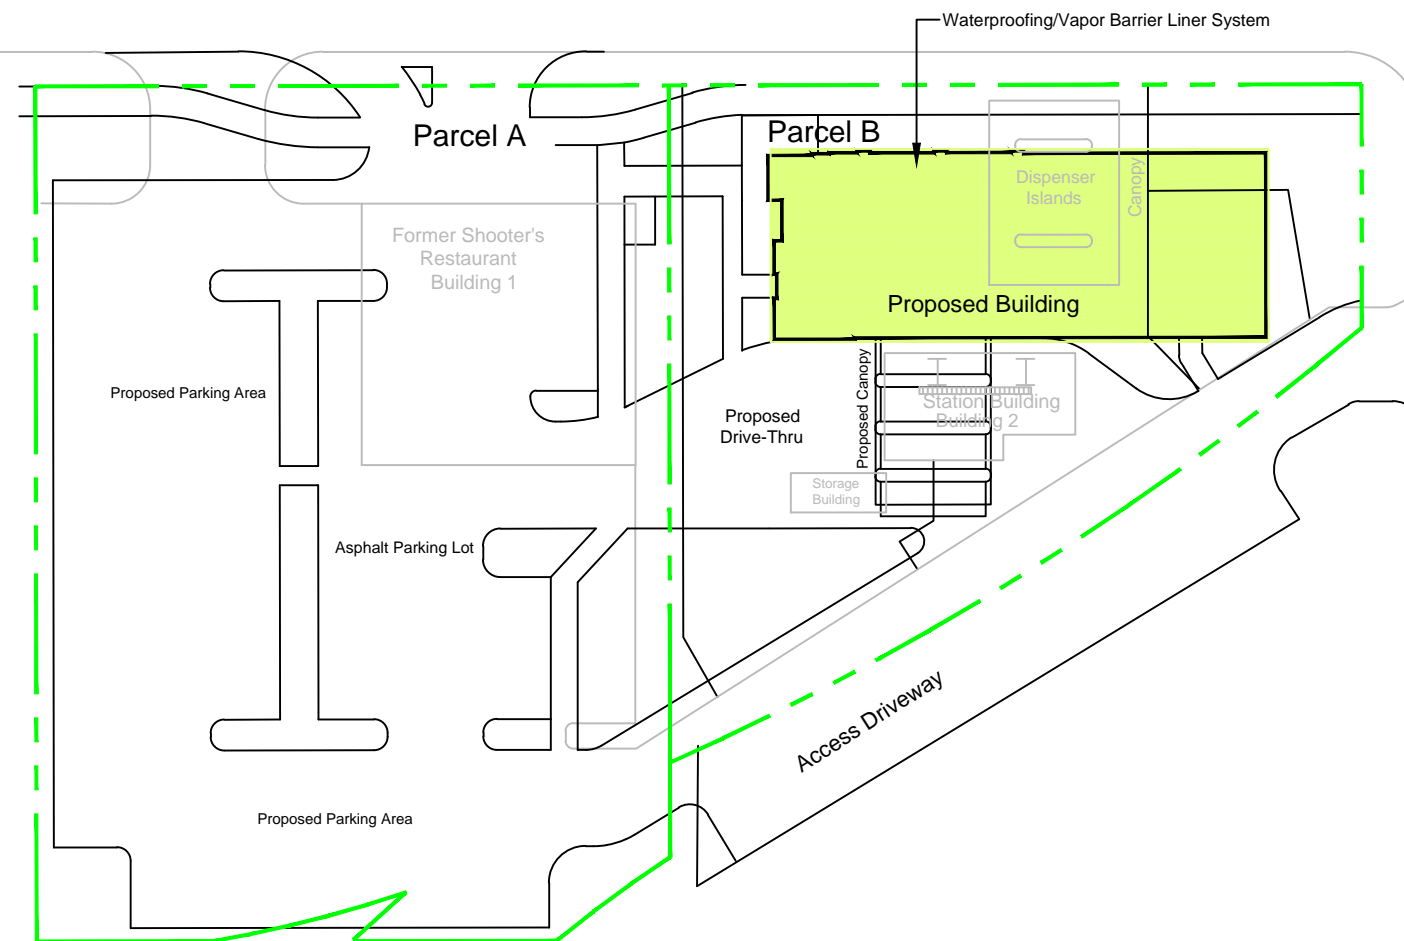 Waterproofing/Vapor Barrier Liner System
Parcel A
Parcel B
Dispenser
Islands
Canopy
Former Shooter's
Restaurant
Building 1
Proposed Building
Proposed Parking Area
Proposed
Drive-Thru
Proposed Canopy
Station Building
Building 2
Storage
Building
Asphalt Parking Lot
Access Driveway
Proposed Parking Area